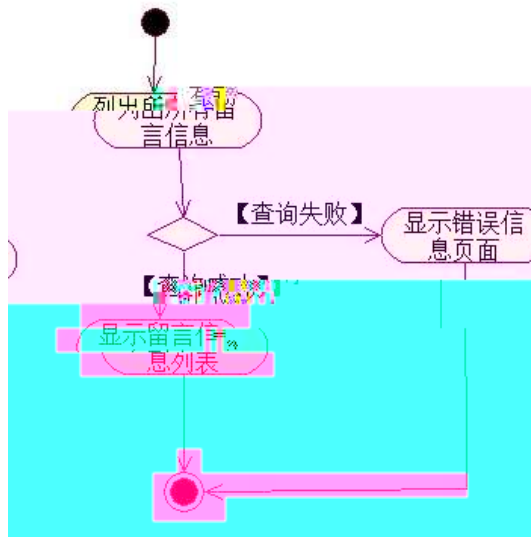 列出所有留
言信息
【查询失败】
显示错误信
息页面
【查询成功】
显示留言信
息列表